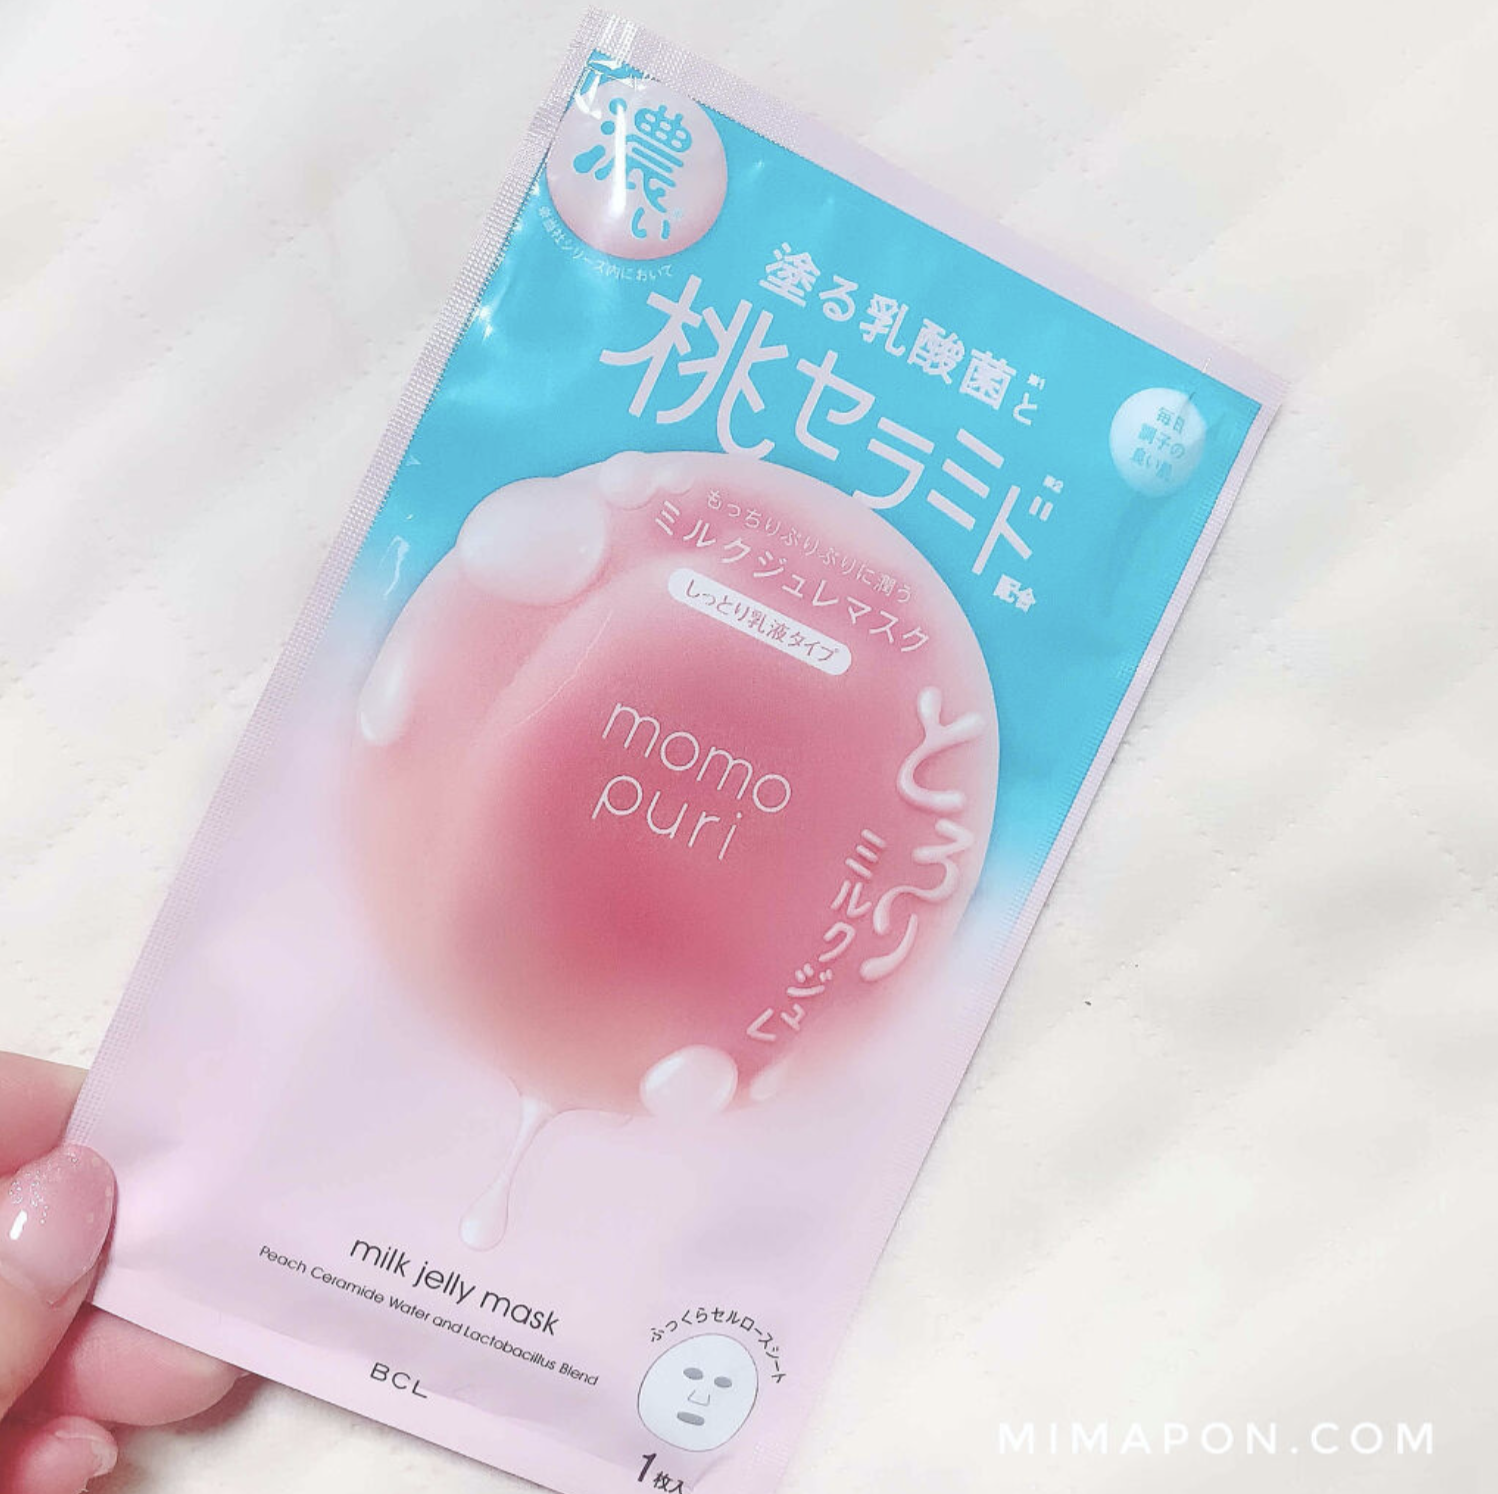 濃い
※当社シリーズ内において
塗る乳酸菌※1と
桃セラミド※2
配合
毎日
調子の
良い肌
もっちりぷりぷりに潤う
ミルクジュレマスク
しっとり乳液タイプ
momo
puri
とろ〜り
ミルクジュレ
milk jelly mask
Peach Ceramide Water and Lactobacillus Blend
BCL
ふっくらセルロースシート
1枚入
MIMAPON.COM